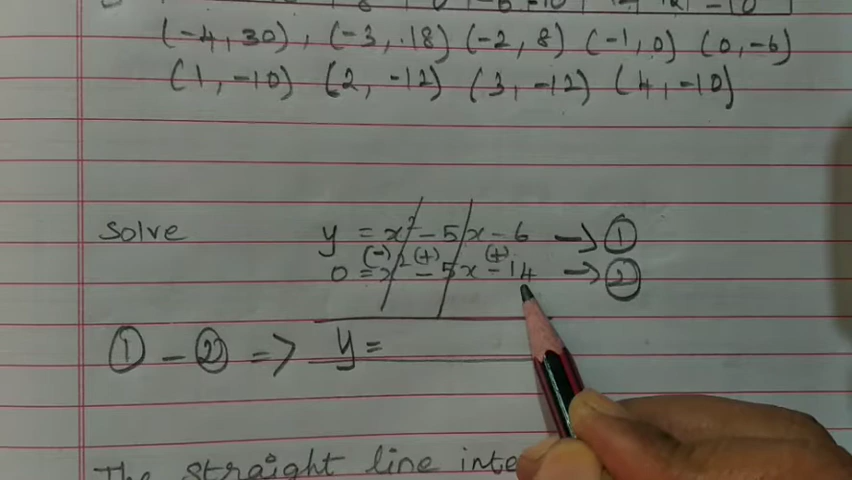 (-4, 30), (-3, 18) (-2, 8) (-1, 0) (0, -6)
(1, -10) (2, -12) (3, -12) (4, -10)
Solve y = x² - 5x - 6 → ①
(-) (+) (+)
0 = x² - 5x - 14 → ②
① - ② => y =
The straight line inte